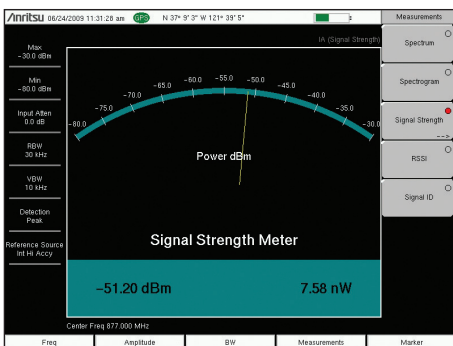 Anritsu 06/24/2009 11:31:28 am GPS N 37° 9' 3" W 121° 39' 5"
Measurements
IA (Signal Strength)
Max
-30.0 dBm
Min
-80.0 dBm
Input Atten
0.0 dB
RBW
30 kHz
VBW
10 kHz
Detection
Peak
Reference Source
Int Hi Accy
-80.0 -75.0 -70.0 -65.0 -60.0 -55.0 -50.0 -45.0 -40.0 -35.0 -30.0
Power dBm
Signal Strength Meter
-51.20 dBm 7.58 nW
Center Freq 877.000 MHz
Spectrum
Spectrogram
Signal Strength
-->
RSSI
Signal ID
Freq Amplitude BW Measurements Marker